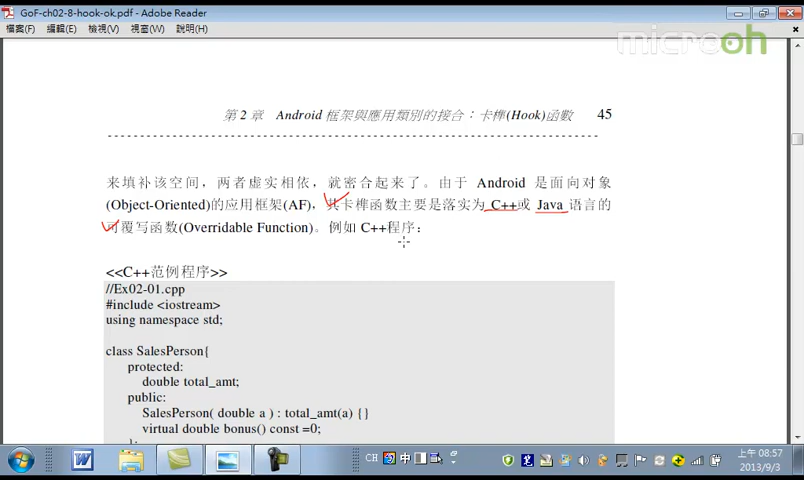 GoF-ch02-8-hook-ok.pdf - Adobe Reader
檔案(F) 編輯(E) 檢視(V) 視窗(W) 說明(H)
microoh
第 2 章 Android 框架與應用類別的接合：卡榫(Hook)函數 45
来填补该空间，两者虚实相依，就密合起来了。由于 Android 是面向对象
(Object-Oriented)的应用框架(AF)，其卡榫函数主要是落实为 C++或 Java 语言的
可覆写函数(Overridable Function)。例如 C++程序：
<<C++范例程序>>
//Ex02-01.cpp
#include <iostream>
using namespace std;
class SalesPerson{
protected:
double total_amt;
public:
SalesPerson( double a ) : total_amt(a) {}
virtual double bonus() const =0;
};
CH 中
上午 08:57
2013/9/3